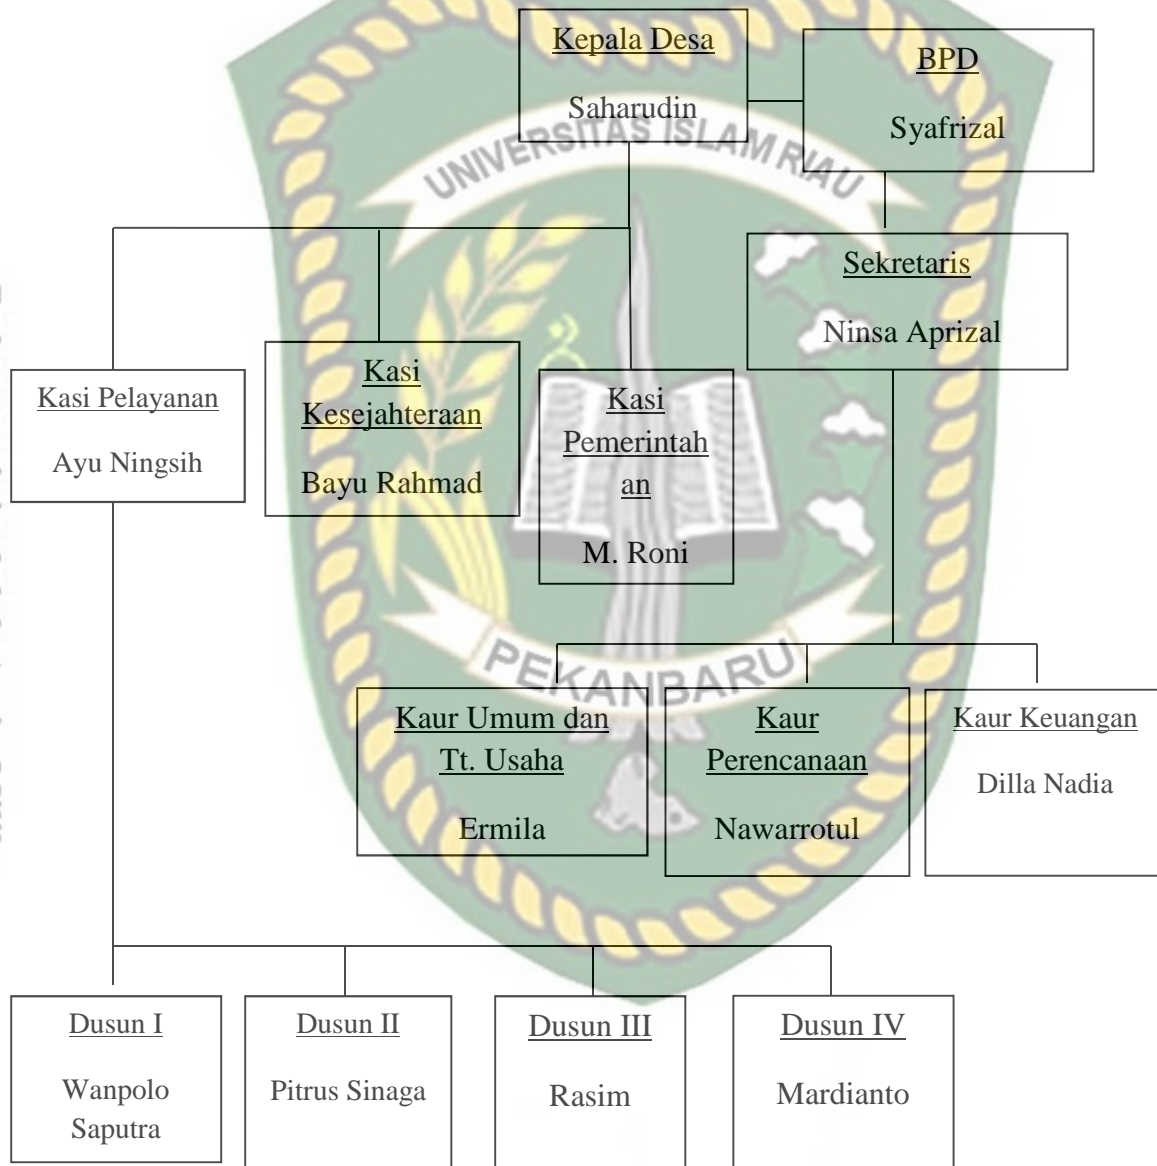 Kepala Desa
Saharudin
BPD
Syafrizal
UNIVERSITAS ISLAM RIAU
Sekretaris
Ninsa Aprizal
Kasi Pelayanan
Ayu Ningsih
Kasi
Kesejahteraan
Bayu Rahmad
Kasi
Pemerintah
an
M. Roni
PEKANBARU
Kaur Umum dan
Tt. Usaha
Ermila
Kaur
Perencanaan
Nawarrotul
Kaur Keuangan
Dilla Nadia
Dusun I
Wanpolo
Saputra
Dusun II
Pitrus Sinaga
Dusun III
Rasim
Dusun IV
Mardianto